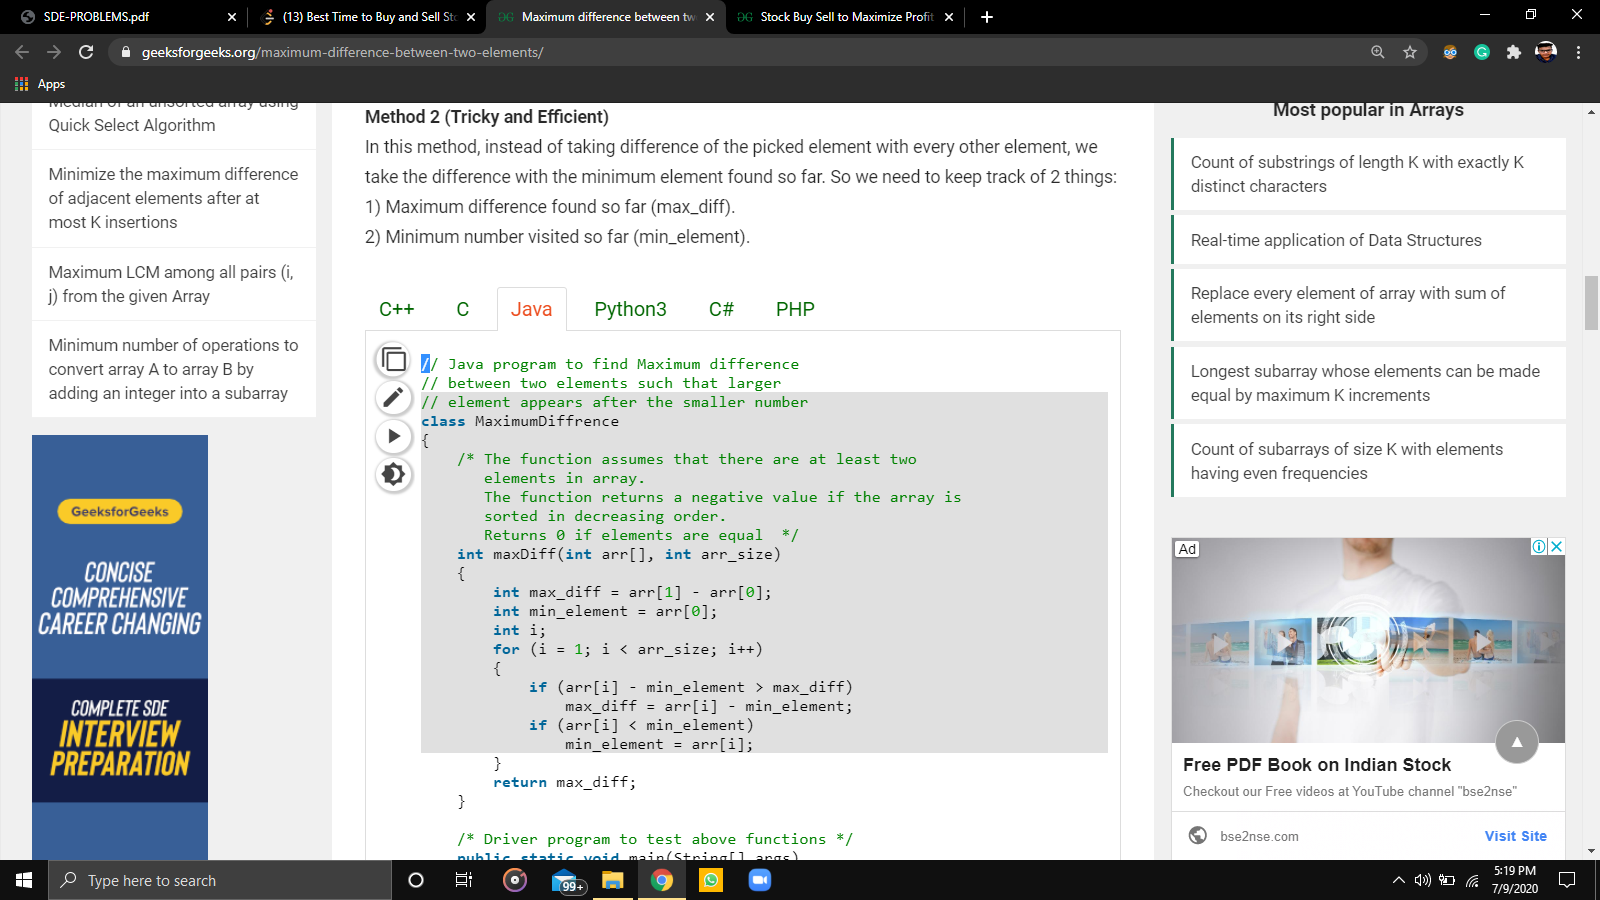 SDE-PROBLEMS.pdf
(13) Best Time to Buy and Sell Sto
Maximum difference between tw
Stock Buy Sell to Maximize Profit
geeksforgeeks.org/maximum-difference-between-two-elements/
Apps
Median of an unsorted array using
Quick Select Algorithm
Minimize the maximum difference
of adjacent elements after at
most K insertions
Maximum LCM among all pairs (i,
j) from the given Array
Minimum number of operations to
convert array A to array B by
adding an integer into a subarray
GeeksforGeeks
CONCISE
COMPREHENSIVE
CAREER CHANGING
COMPLETE SDE
INTERVIEW
PREPARATION
Method 2 (Tricky and Efficient)
In this method, instead of taking difference of the picked element with every other element, we
take the difference with the minimum element found so far. So we need to keep track of 2 things:
1) Maximum difference found so far (max_diff).
2) Minimum number visited so far (min_element).
C++ C Java Python3 C# PHP
// Java program to find Maximum difference
// between two elements such that larger
// element appears after the smaller number
class MaximumDiffrence
{
/* The function assumes that there are at least two
elements in array.
The function returns a negative value if the array is
sorted in decreasing order.
Returns 0 if elements are equal */
int maxDiff(int arr[], int arr_size)
{
int max_diff = arr[1] - arr[0];
int min_element = arr[0];
int i;
for (i = 1; i < arr_size; i++)
{
if (arr[i] - min_element > max_diff)
max_diff = arr[i] - min_element;
if (arr[i] < min_element)
min_element = arr[i];
}
return max_diff;
}
/* Driver program to test above functions */
public static void main(String[] args)
Most popular in Arrays
Count of substrings of length K with exactly K
distinct characters
Real-time application of Data Structures
Replace every element of array with sum of
elements on its right side
Longest subarray whose elements can be made
equal by maximum K increments
Count of subarrays of size K with elements
having even frequencies
Ad
Free PDF Book on Indian Stock
Checkout our Free videos at YouTube channel "bse2nse"
bse2nse.com
Visit Site
Type here to search
99+
5:19 PM
7/9/2020